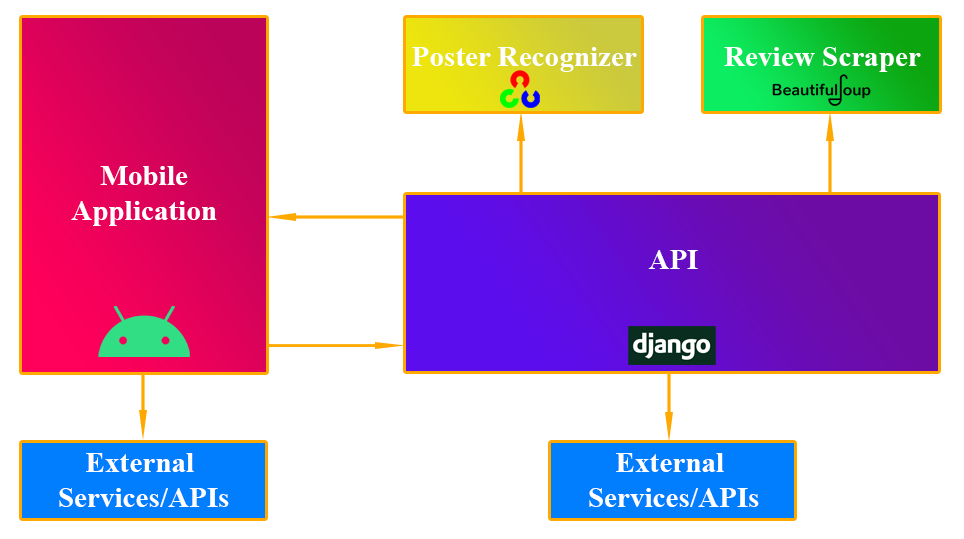 Mobile
Application
Poster Recognizer
Review Scraper
BeautifulSoup
API
django
External
Services/APIs
External
Services/APIs